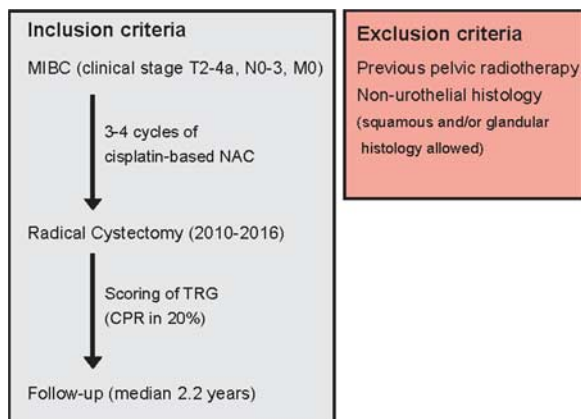 Inclusion criteria
MIBC (clinical stage T2-4a, N0-3, M0)
3-4 cycles of
cisplatin-based NAC
Radical Cystectomy (2010-2016)
Scoring of TRG
(CPR in 20%)
Follow-up (median 2.2 years)
Exclusion criteria
Previous pelvic radiotherapy
Non-urothelial histology
(squamous and/or glandular
histology allowed)